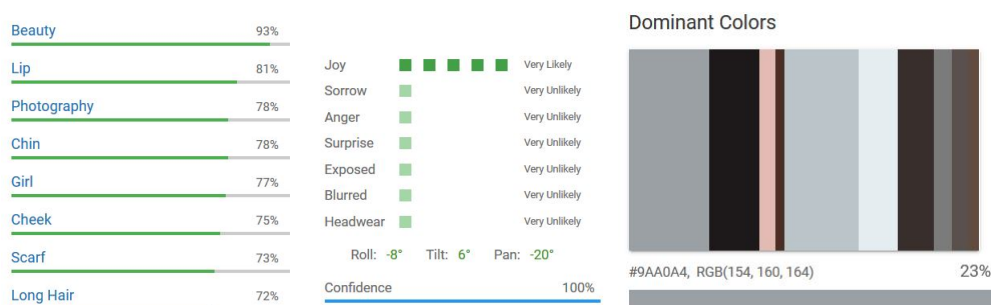 Beauty 93%
Lip 81%
Photography 78%
Chin 78%
Girl 77%
Cheek 75%
Scarf 73%
Long Hair 72%
Joy Very Likely
Sorrow Very Unlikely
Anger Very Unlikely
Surprise Very Unlikely
Exposed Very Unlikely
Blurred Very Unlikely
Headwear Very Unlikely
Roll: -8° Tilt: 6° Pan: -20°
Confidence 100%
Dominant Colors
#9AA0A4, RGB(154, 160, 164) 23%